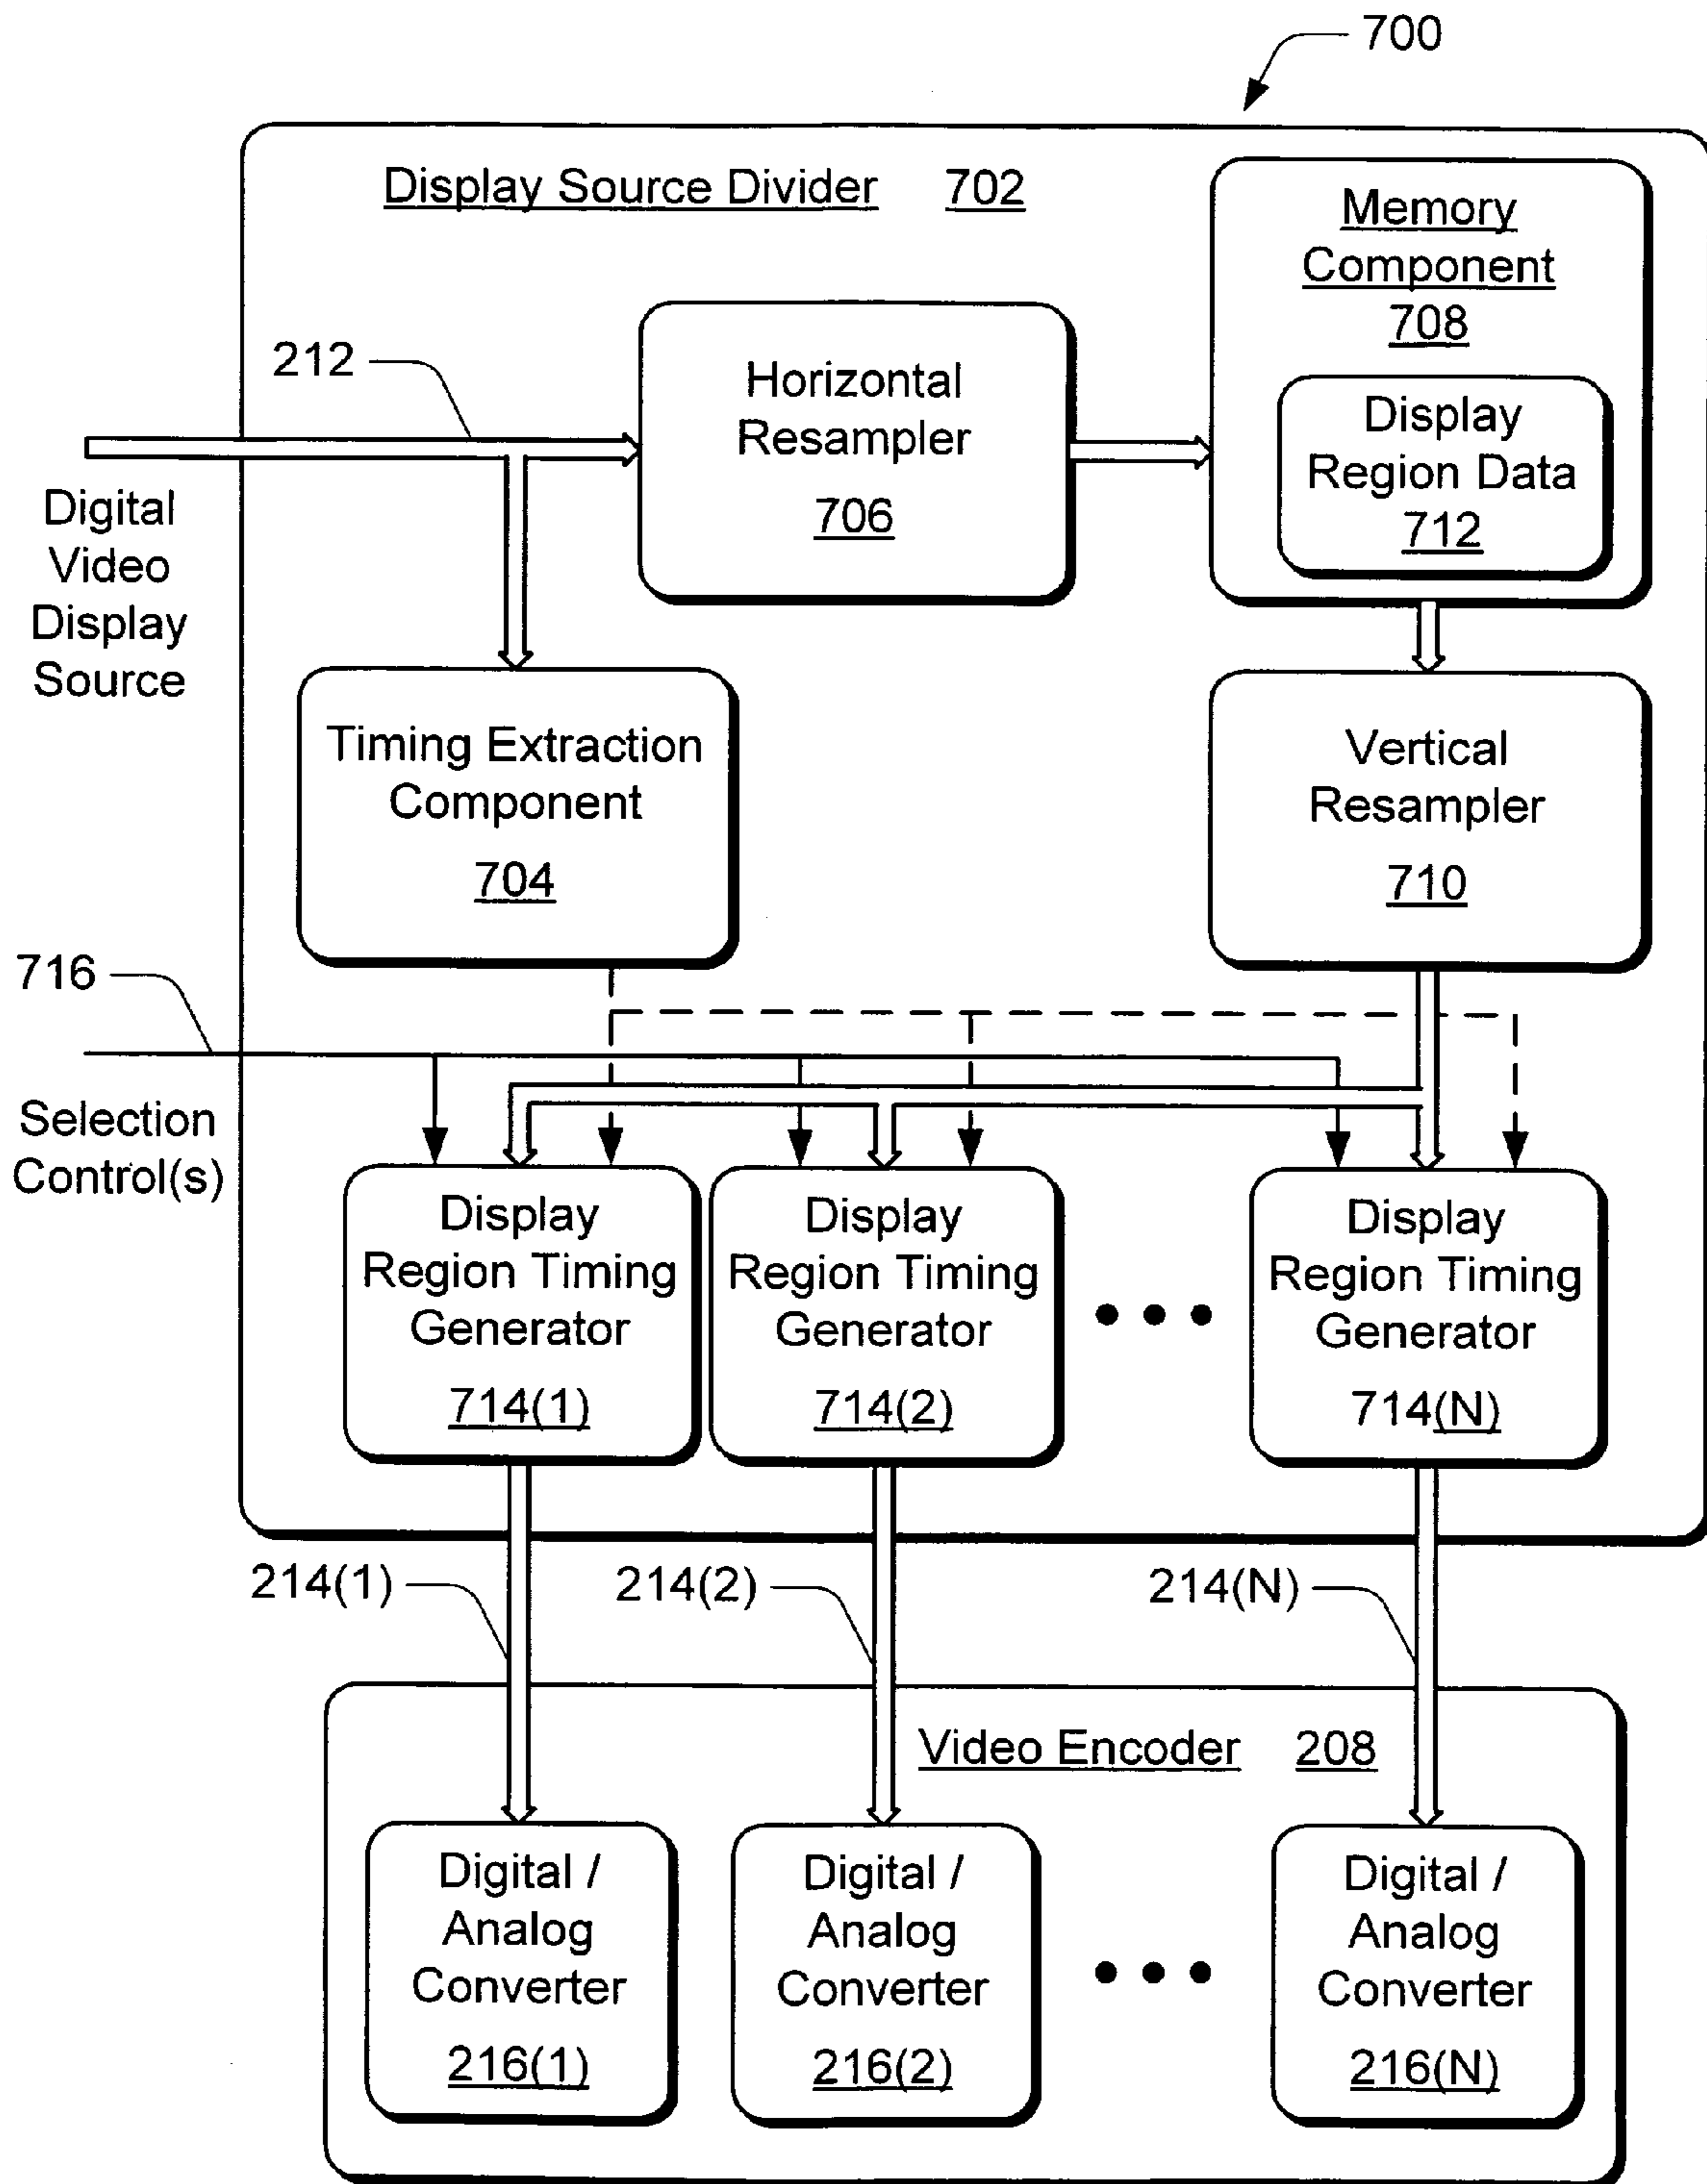 700
Display Source Divider 702
Memory
Component
708
Display
Region Data
712
212
Horizontal
Resampler
706
Digital
Video
Display
Source
Timing Extraction
Component
704
Vertical
Resampler
710
716
Selection
Control(s)
Display
Region Timing
Generator
714(1)
Display
Region Timing
Generator
714(2)
Display
Region Timing
Generator
714(N)
214(1)
214(2)
214(N)
Video Encoder 208
Digital /
Analog
Converter
216(1)
Digital /
Analog
Converter
216(2)
Digital /
Analog
Converter
216(N)